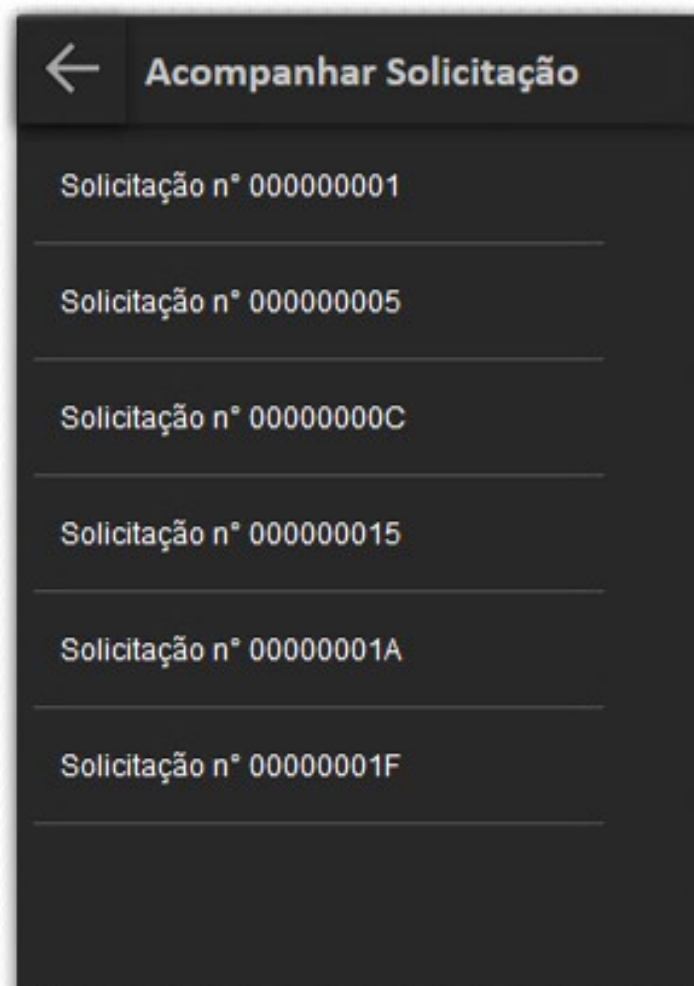 Acompanhar Solicitação
Solicitação n° 000000001
Solicitação n° 000000005
Solicitação n° 00000000C
Solicitação n° 000000015
Solicitação n° 00000001A
Solicitação n° 00000001F